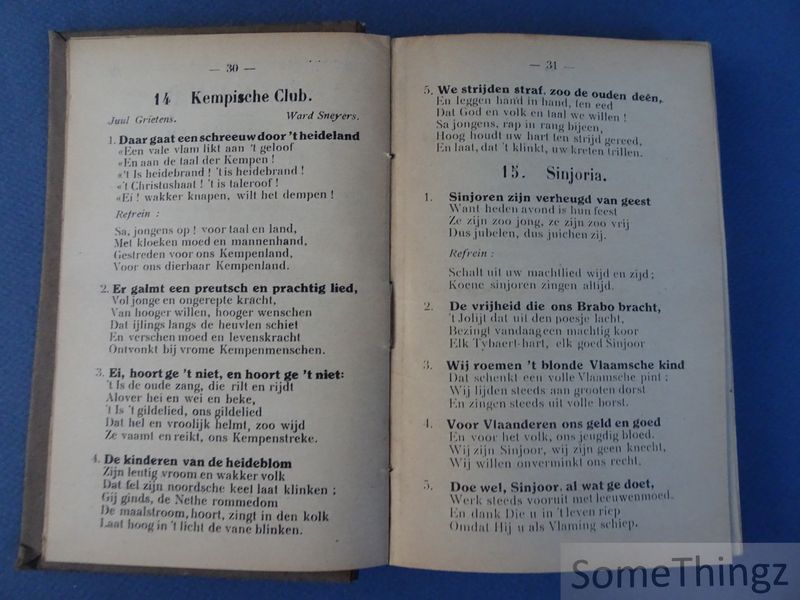 — 30 —
14 Kempische Club.
Juul Grietens. Ward Sneyers.
1. Daar gaat een schreeuw door 't heideland
«Een vale vlam likt aan 't geloof
«En aan de taal der Kempen !
«'t Is heidebrand ! 't is heidebrand !
«'t Christushaat ! 't is taleroof !
«Ei ! wakker knapen, wilt het dempen !
Refrein :
Sa, jongens op ! voor taal en land,
Met kloeken moed en mannenhand,
Gestreden voor ons Kempenland,
Voor ons dierbaar Kempenland.
2. Er galmt een preutsch en prachtig lied,
Vol jonge en ongerepte kracht,
Van hooger willen, hooger wenschen
Dat ijlings langs de heuvlen schiet
En verschen moed en levenskracht
Ontvonkt bij vrome Kempenmenschen.
3. Ei, hoort ge 't niet, en hoort ge 't niet:
't Is de oude zang, die rilt en rijdt
Alover hei en wei en beke,
't Is 't gildelied, ons gildelied
Dat hel en vroolijk helmt, zoo wijd
Ze vaamt en reikt, ons Kempenstreke.
4. De kinderen van de heideblom
Zijn leutig vroom en wakker volk
Dat fel zijn noordsche keel laat klinken ;
Gij ginds, de Nethe rommedom
De maalstroom, hoort, zingt in den kolk
Laat hoog in 't licht de vane blinken.
— 31 —
5. We strijden straf, zoo de ouden deên,
En leggen hand in hand, ten eed
Dat God en volk en taal we willen !
Sa jongens, rap in rang bijeen,
Hoog houdt uw hart ten strijd gereed,
En laat, dat 't klinkt, uw kreten trillen.
15. Sinjoria.
1. Sinjoren zijn verheugd van geest
Want heden avond is hun feest
Ze zijn zoo jong, ze zijn zoo vrij
Dus jubelen, dus juichen zij.
Refrein :
Schalt uit uw machtlied wijd en zijd ;
Koene sinjoren zingen altijd.
2. De vrijheid die ons Brabo bracht,
't Jolijt dat uit den poesje lacht,
Bezingt vandaag een machtig koor
Elk Tybaert-hart, elk goed Sinjoor
3. Wij roemen 't blonde Vlaamsche kind
Dat schenkt een volle Vlaamsche pint ;
Wij lijden steeds aan grooten dorst
En zingen steeds uit volle borst.
4. Voor Vlaanderen ons geld en goed
En voor het volk, ons jeugdig bloed.
Wij zijn Sinjoor, wij zijn geen knecht,
Wij willen onverminkt ons recht.
5. Doe wel, Sinjoor, al wat ge doet,
Werk steeds vooruit met leeuwenmoed.
En dank Die u in 't leven riep
Omdat Hij u als Vlaming schiep.
SomeThingz